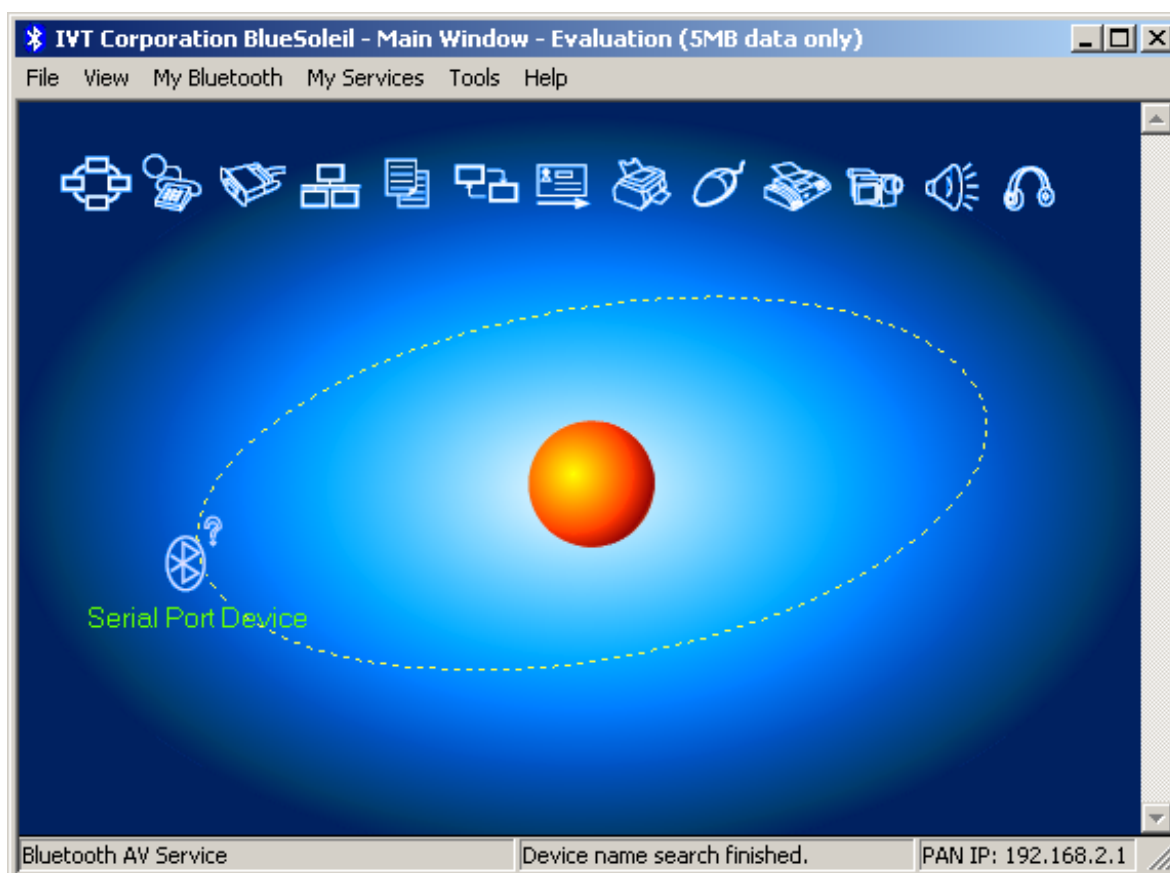 IVT Corporation BlueSoleil - Main Window - Evaluation (5MB data only)
File View My Bluetooth My Services Tools Help
?
Serial Port Device
Bluetooth AV Service Device name search finished. PAN IP: 192.168.2.1